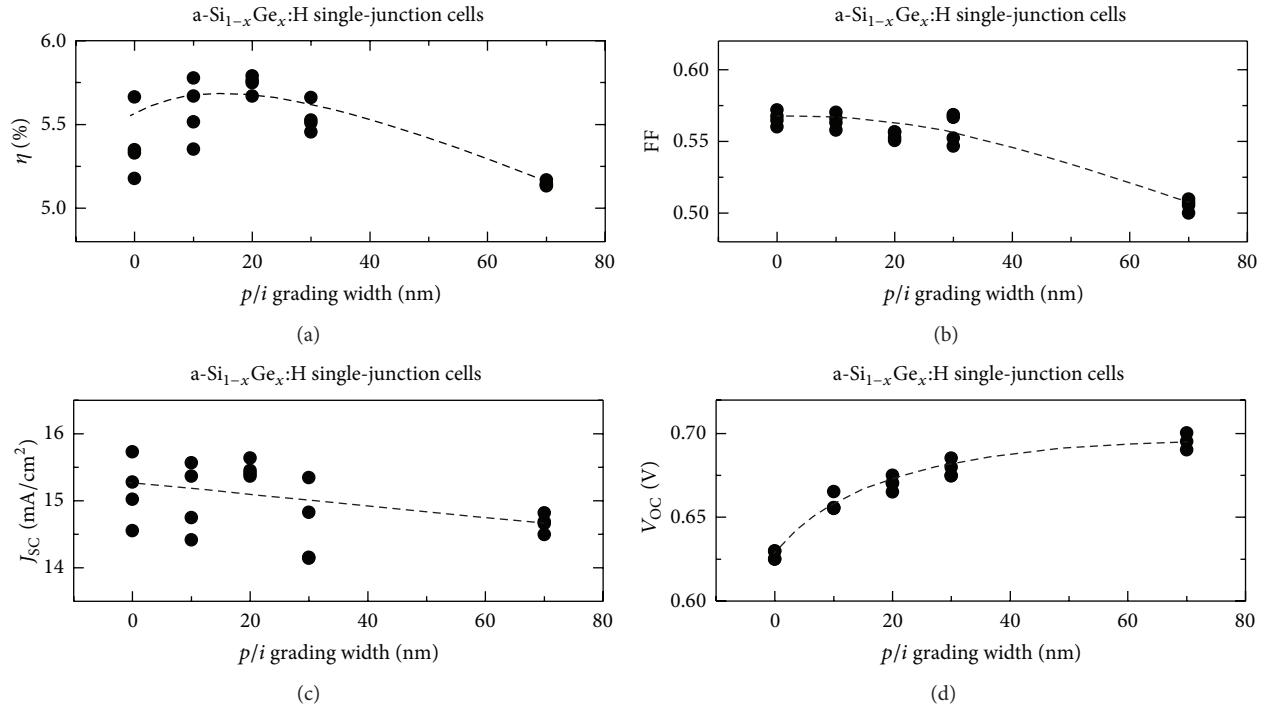 a-Si₁₋ₓGeₓ:H single-junction cells
6.0
5.5
5.0
η (%)
0 20 40 60 80
p/i grading width (nm)
(a)
a-Si₁₋ₓGeₓ:H single-junction cells
0.60
0.55
0.50
FF
0 20 40 60 80
p/i grading width (nm)
(b)
a-Si₁₋ₓGeₓ:H single-junction cells
16
15
14
J_SC (mA/cm²)
0 20 40 60 80
p/i grading width (nm)
(c)
a-Si₁₋ₓGeₓ:H single-junction cells
0.70
0.65
0.60
V_OC (V)
0 20 40 60 80
p/i grading width (nm)
(d)